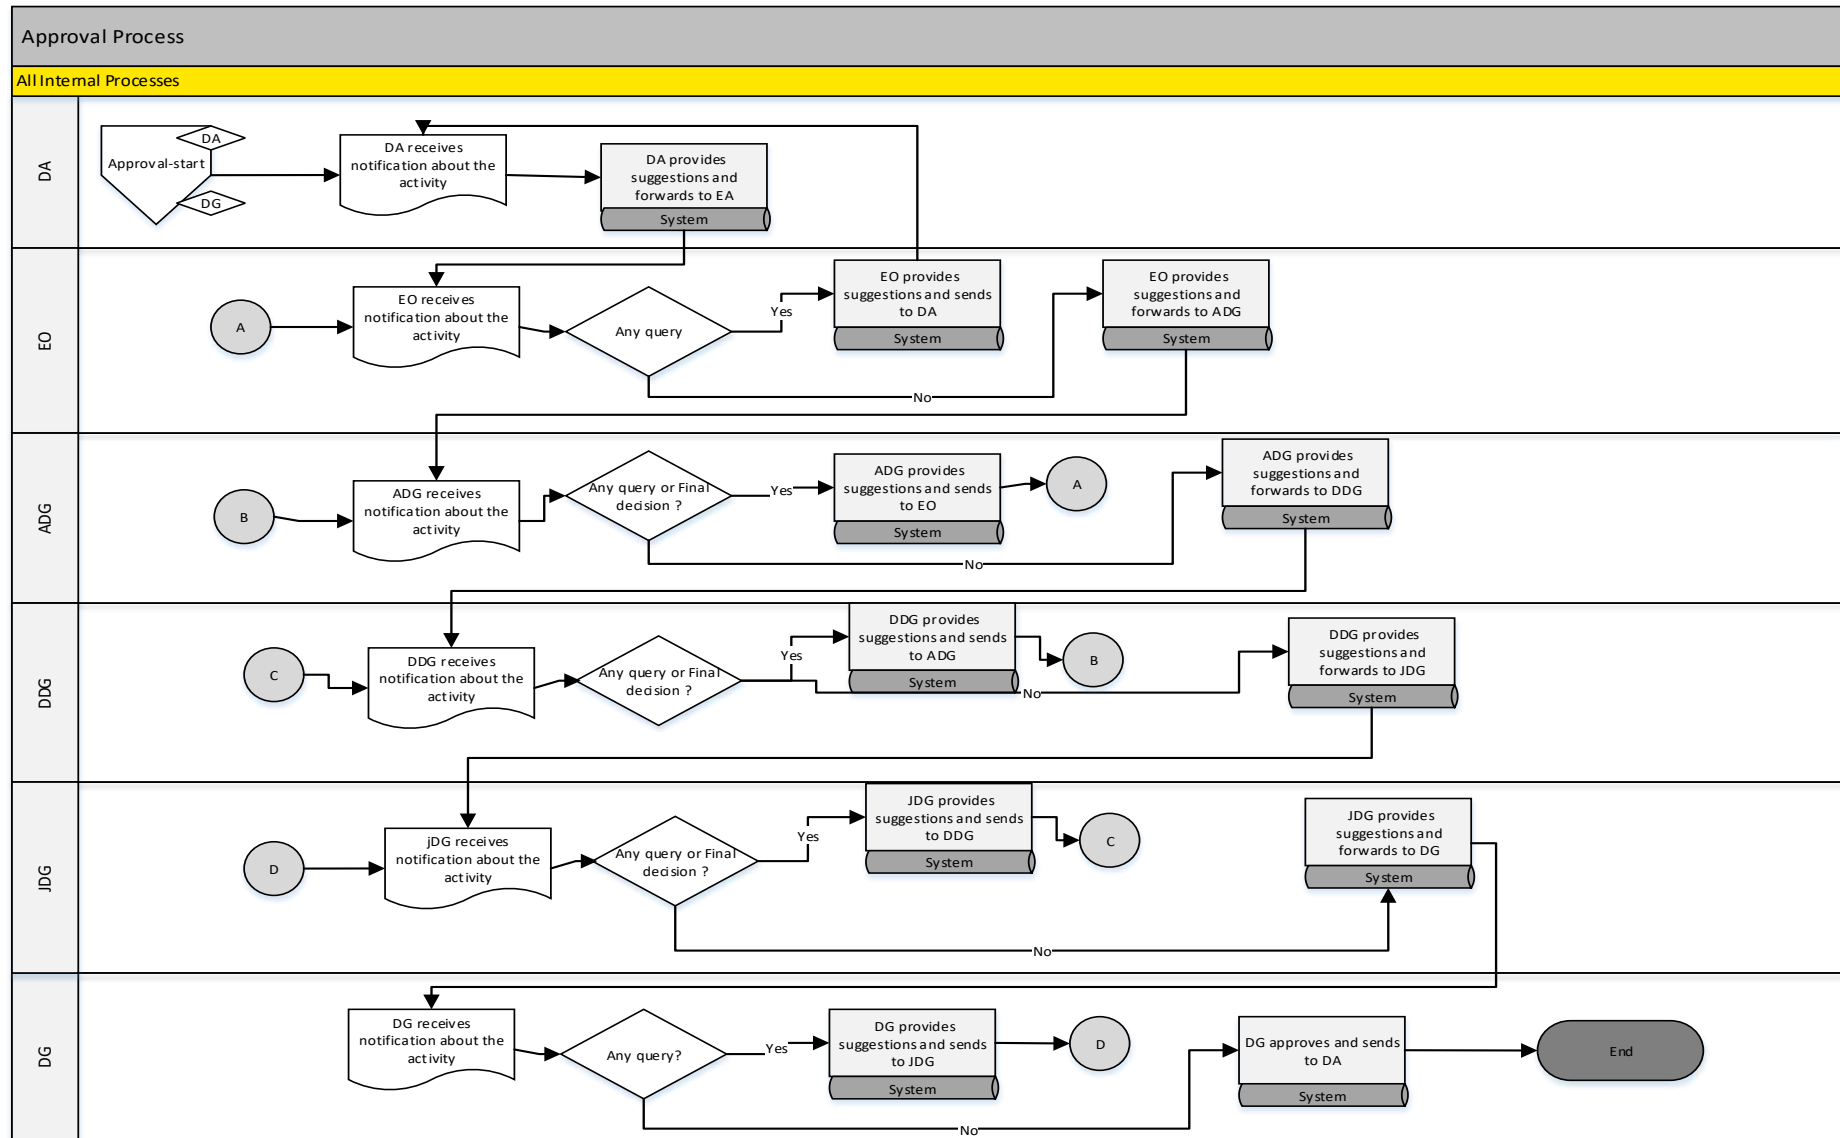 Approval Process
All Internal Processes
DA
Approval-start
DA
DG
DA receives
notification about the
activity
DA provides
suggestions and
forwards to EA
System
EO
A
EO receives
notification about the
activity
Any query
Yes
No
EO provides
suggestions and sends
to DA
System
EO provides
suggestions and
forwards to ADG
System
ADG
B
ADG receives
notification about the
activity
Any query or Final
decision ?
Yes
No
ADG provides
suggestions and sends
to EO
System
A
ADG provides
suggestions and
forwards to DDG
System
DDG
C
DDG receives
notification about the
activity
Any query or Final
decision ?
Yes
No
DDG provides
suggestions and sends
to ADG
System
B
DDG provides
suggestions and
forwards to JDG
System
JDG
D
jDG receives
notification about the
activity
Any query or Final
decision ?
Yes
No
JDG provides
suggestions and sends
to DDG
System
C
JDG provides
suggestions and
forwards to DG
System
DG
DG receives
notification about the
activity
Any query?
Yes
No
DG provides
suggestions and sends
to JDG
System
D
DG approves and sends
to DA
System
End